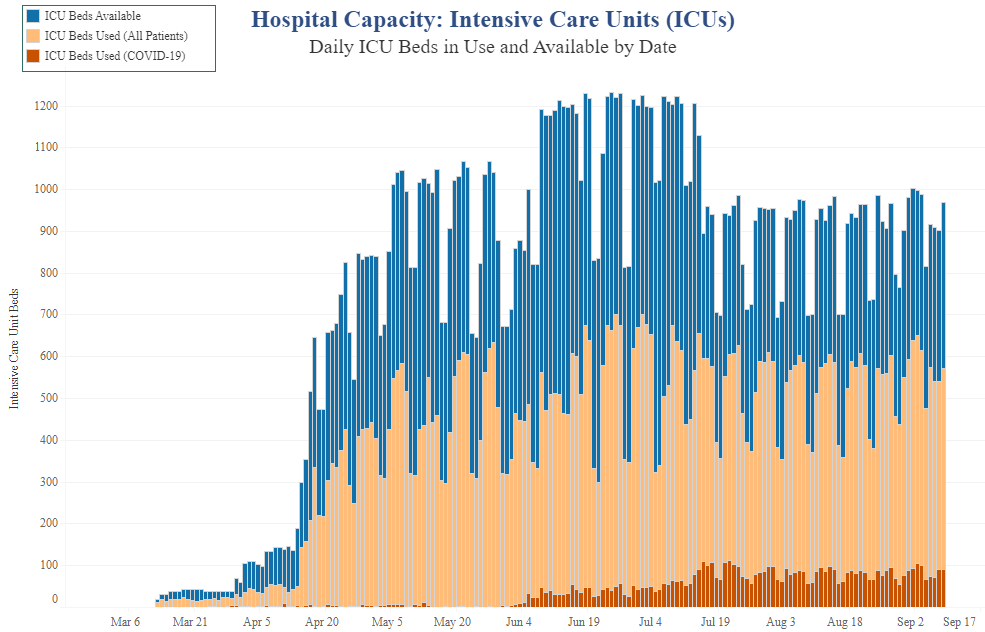 ICU Beds Available
ICU Beds Used (All Patients)
ICU Beds Used (COVID-19)
Hospital Capacity: Intensive Care Units (ICUs)
Daily ICU Beds in Use and Available by Date
Intensive Care Unit Beds
1200
1100
1000
900
800
700
600
500
400
300
200
100
0
Mar 6 Mar 21 Apr 5 Apr 20 May 5 May 20 Jun 4 Jun 19 Jul 4 Jul 19 Aug 3 Aug 18 Sep 2 Sep 17